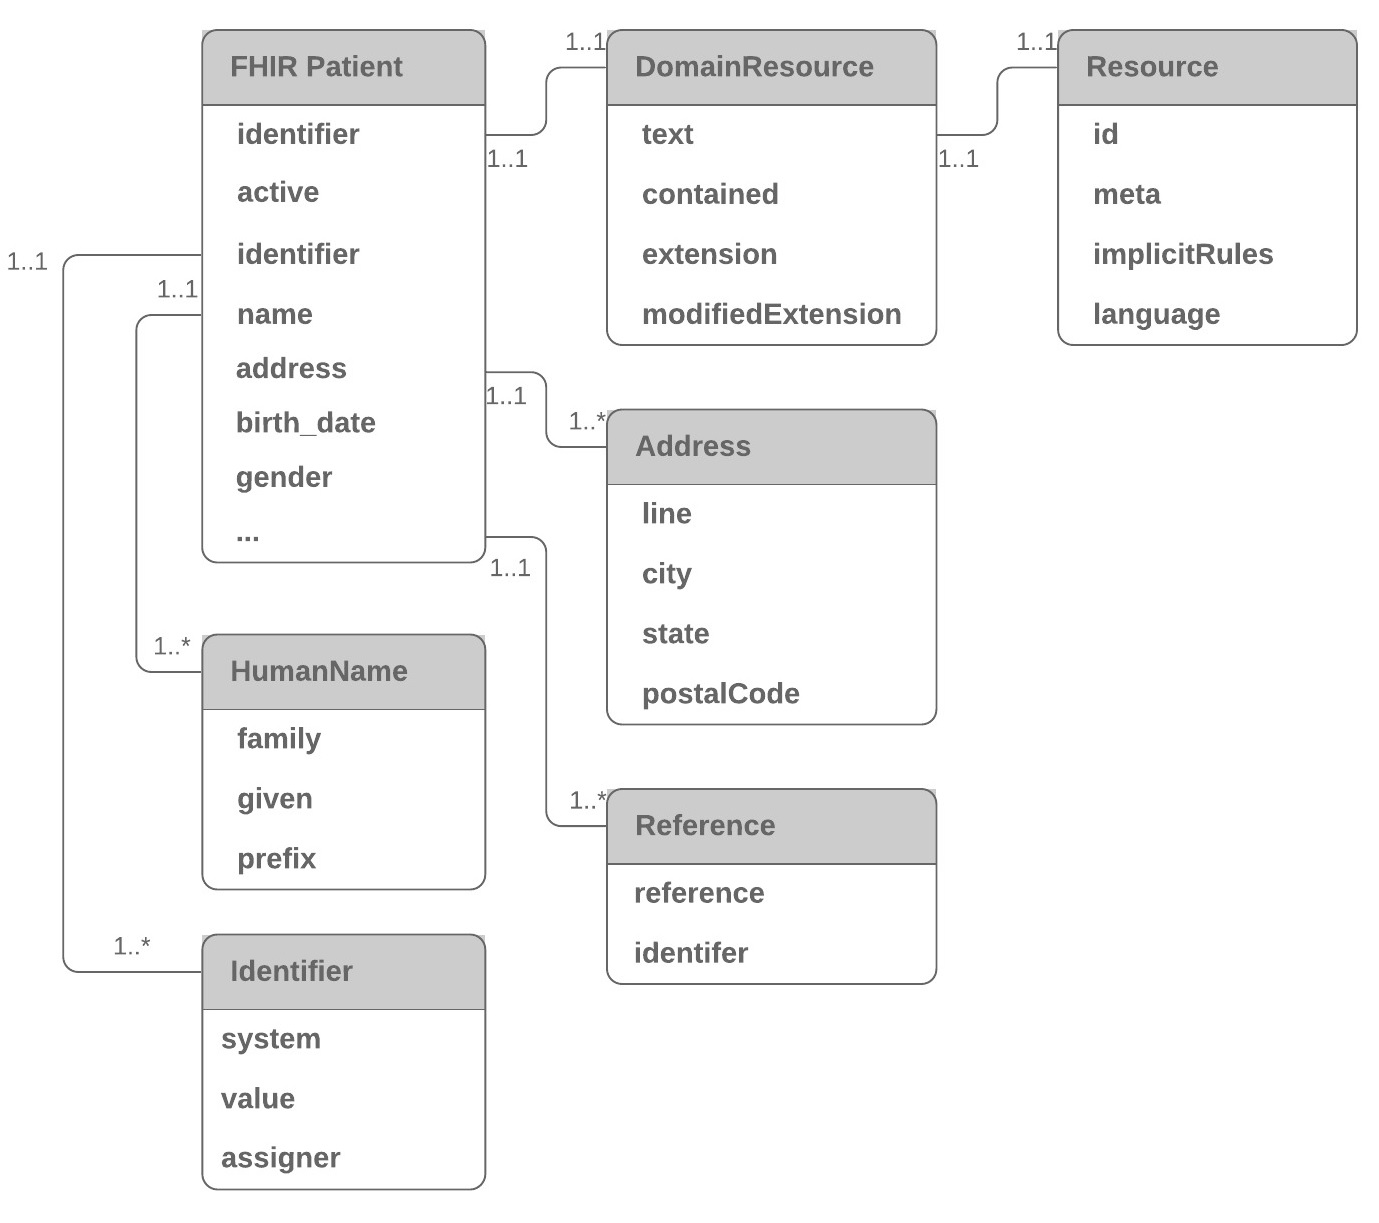 FHIR Patient
identifier
active
identifier
name
address
birth_date
gender
...
1..1
1..1
DomainResource
text
contained
extension
modifiedExtension
1..1
1..1
Resource
id
meta
implicitRules
language
1..1
1..1
1..1
1..*
Address
line
city
state
postalCode
1..1
1..*
HumanName
family
given
prefix
1..*
Reference
reference
identifer
1..*
Identifier
system
value
assigner